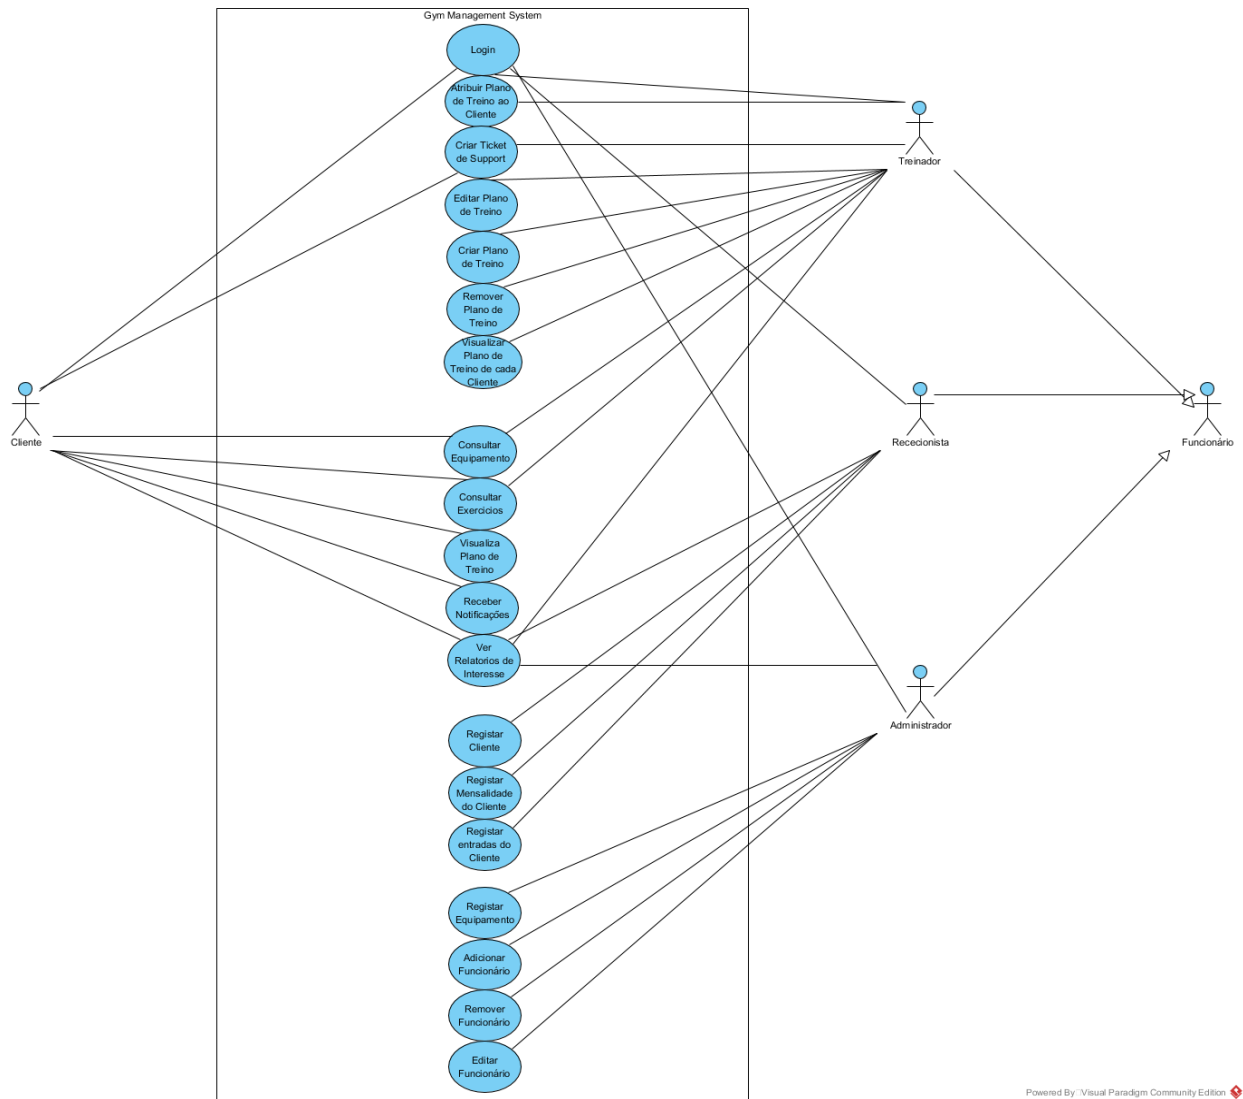 Gym Management System
Login
Atribuir Plano
de Treino ao
Cliente
Criar Ticket
de Support
Treinador
Editar Plano
de Treino
Criar Plano
de Treino
Remover
Plano de
Treino
Visualizar
Plano de
Treino de cada
Cliente
Cliente
Rececionista
Funcionário
Consultar
Equipamento
Consultar
Exercicios
Visualiza
Plano de
Treino
Receber
Notificações
Ver
Relatorios de
Interesse
Registar
Cliente
Administrador
Registar
Mensalidade
do Cliente
Registar
entradas do
Cliente
Registar
Equipamento
Adicionar
Funcionário
Remover
Funcionário
Editar
Funcionário
Powered By Visual Paradigm Community Edition